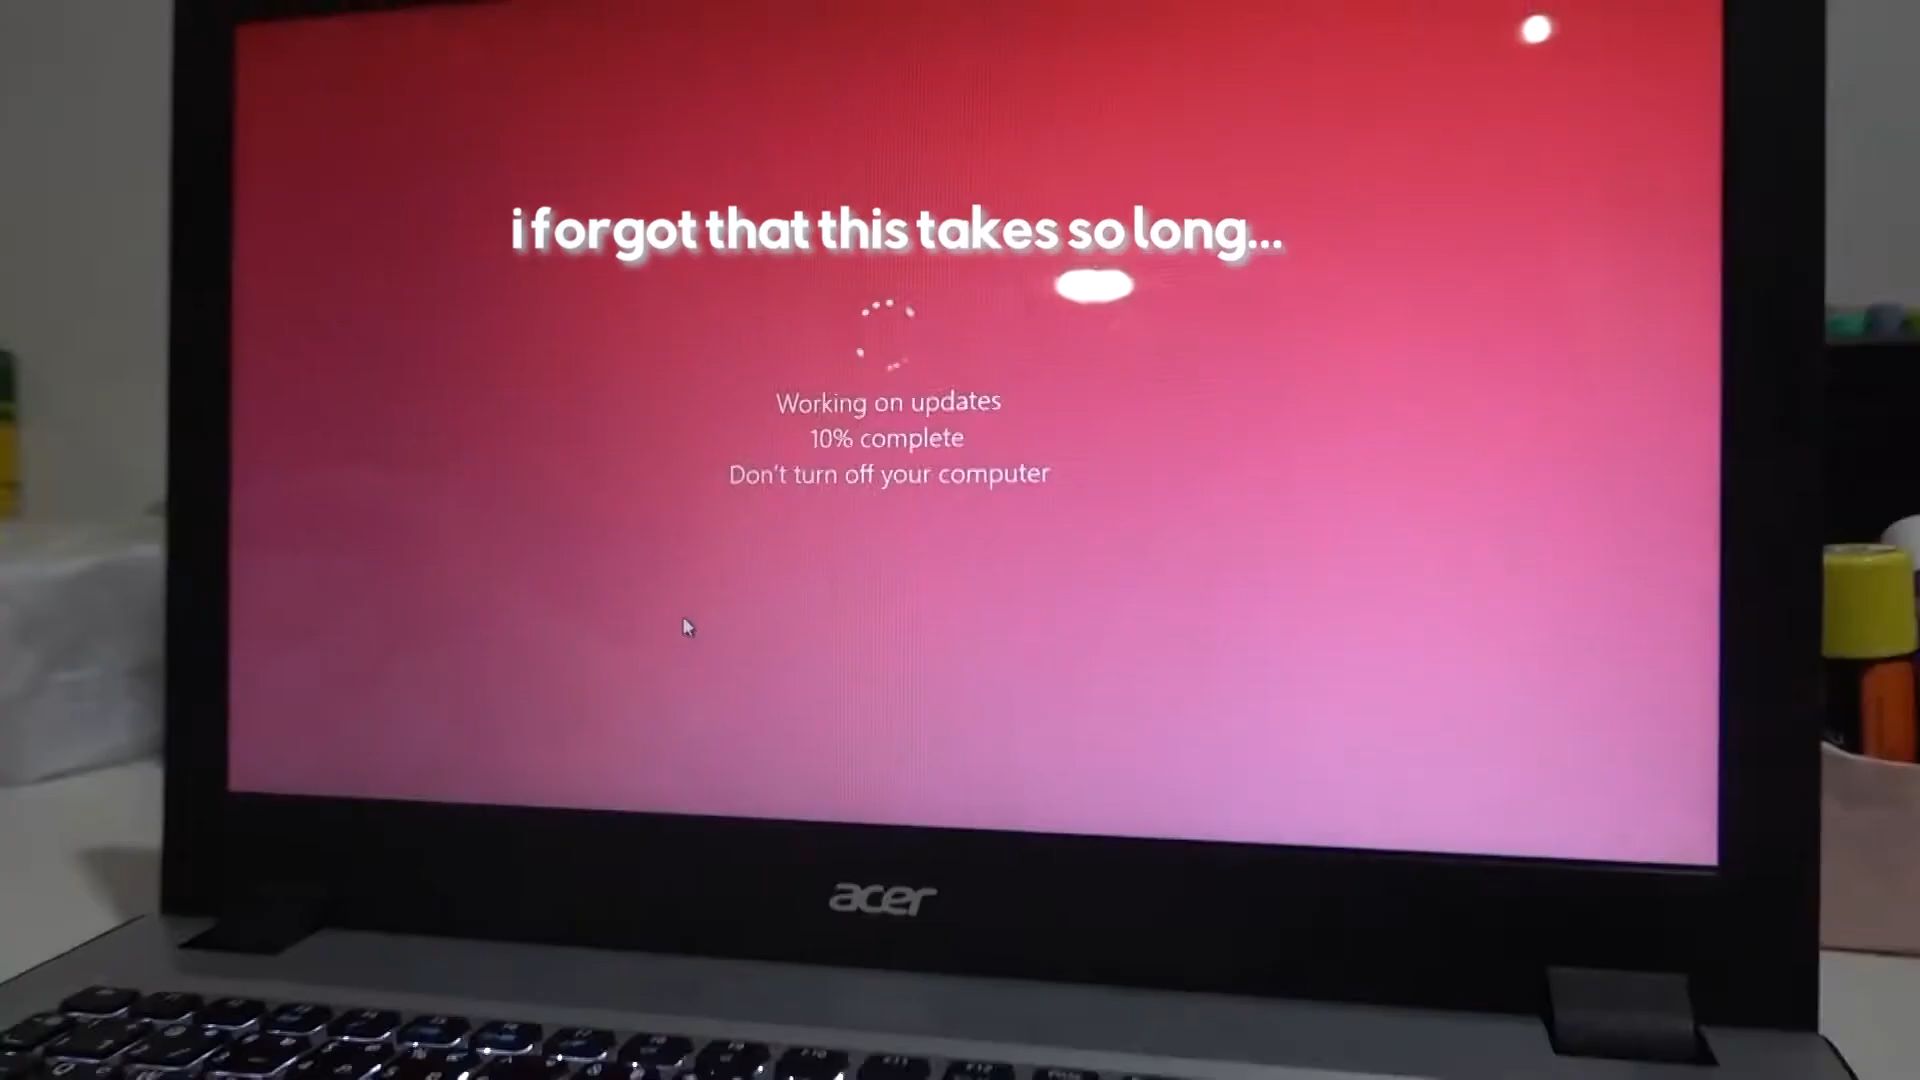 i forgot that this takes so long...
Working on updates
10% complete
Don't turn off your computer
acer